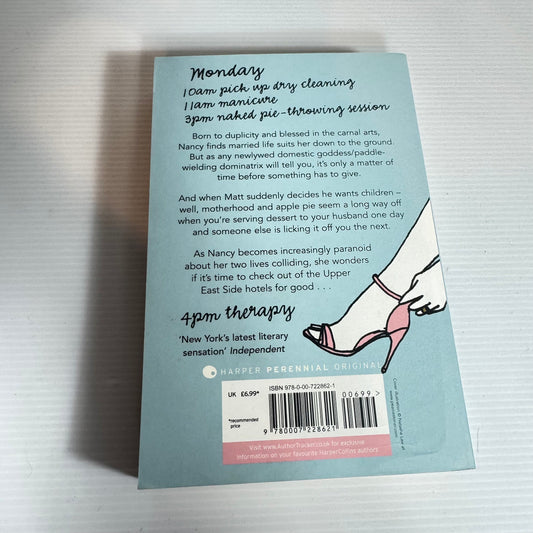 Monday
10am pick up dry cleaning
11am manicure
3pm naked pie-throwing session
Born to duplicity and blessed in the carnal arts,
Nancy finds married life suits her down to the ground.
But as any newlywed domestic goddess/paddle-
wielding dominatrix will tell you, it's only a matter of
time before something has to give.
And when Matt suddenly decides he wants children –
well, motherhood and apple pie seem a long way off
when you're serving dessert to your husband one day
and someone else is licking it off you the next.
As Nancy becomes increasingly paranoid
about her two lives colliding, she wonders
if it's time to check out of the Upper
East Side hotels for good . . .
4pm therapy
'New York's latest literary
sensation' Independent
HARPER PERENNIAL ORIGINAL
UK £6.99*
*recommended
price
ISBN 978-0-00-722862-1
00699 >
9 780007 228621
Visit www.AuthorTracker.co.uk for exclusive
information on your favourite HarperCollins authors